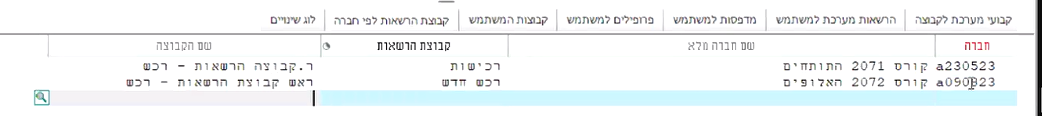 קבועי מערכת לקבוצה | הרשאות מערכת למשתמש | מדפסות למשתמש | פרופילים למשתמש | קבוצות המשתמש | קבוצת הרשאות לפי חברה | לוג שינויים
חברה שם חברה מלא קבוצת הרשאות שם הקבוצה
a230523 קורס 2071 התותחים רכישות ר.קבוצה הרשאות - רכש
a090823 קורס 2072 האלופים רכש חדש ראש קבוצת הרשאות - רכש